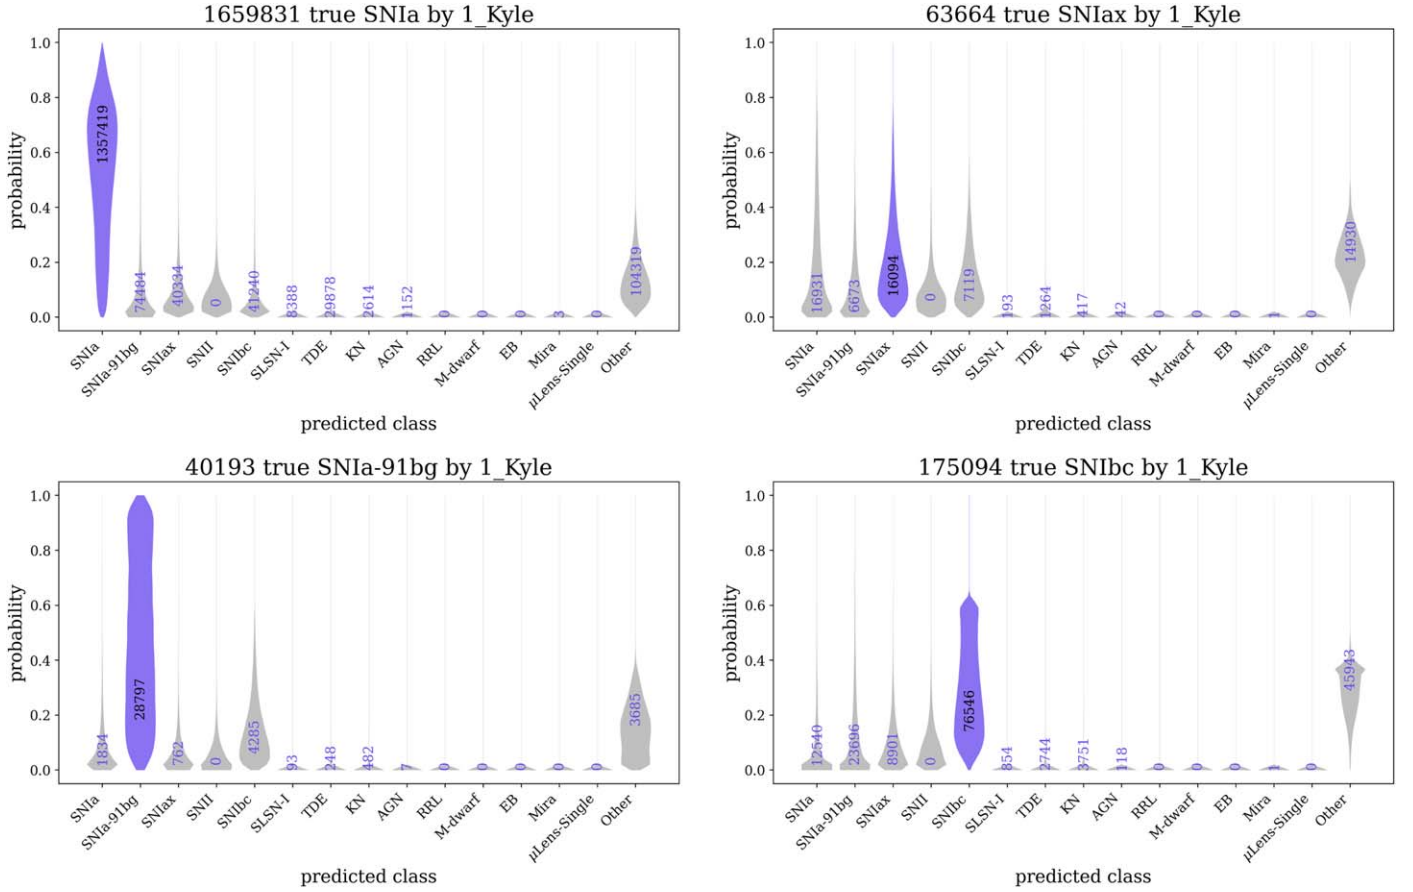 1659831 true SNIa by 1_Kyle
probability
1.0
0.8
0.6
0.4
0.2
0.0
1357419 74484 40334 0 41240 8388 29878 2614 1152 0 0 0 3 0 104319
SNIa SNIa-91bg SNIax SNII SNIbc SLSN-I TDE KN AGN RRL M-dwarf EB Mira μLens-Single Other
predicted class
63664 true SNIax by 1_Kyle
probability
1.0
0.8
0.6
0.4
0.2
0.0
16931 6673 16094 0 7119 193 1264 417 42 0 0 0 1 0 14930
SNIa SNIa-91bg SNIax SNII SNIbc SLSN-I TDE KN AGN RRL M-dwarf EB Mira μLens-Single Other
predicted class
40193 true SNIa-91bg by 1_Kyle
probability
1.0
0.8
0.6
0.4
0.2
0.0
1834 28797 762 0 4285 93 248 482 7 0 0 0 0 0 3685
SNIa SNIa-91bg SNIax SNII SNIbc SLSN-I TDE KN AGN RRL M-dwarf EB Mira μLens-Single Other
predicted class
175094 true SNIbc by 1_Kyle
probability
1.0
0.8
0.6
0.4
0.2
0.0
12540 23696 8901 0 76546 854 2744 3751 118 0 0 0 1 0 45943
SNIa SNIa-91bg SNIax SNII SNIbc SLSN-I TDE KN AGN RRL M-dwarf EB Mira μLens-Single Other
predicted class